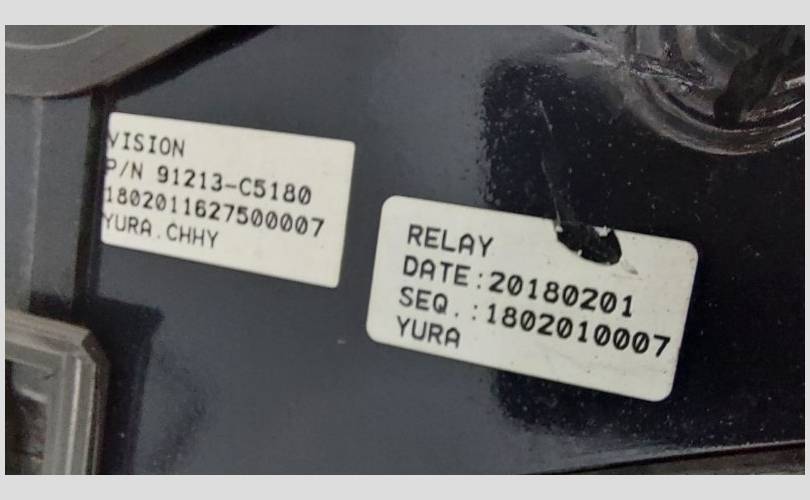 VISION
P/N 91213-C5180
1802011627500007
YURA.CHHY
RELAY
DATE:20180201
SEQ.:1802010007
YURA